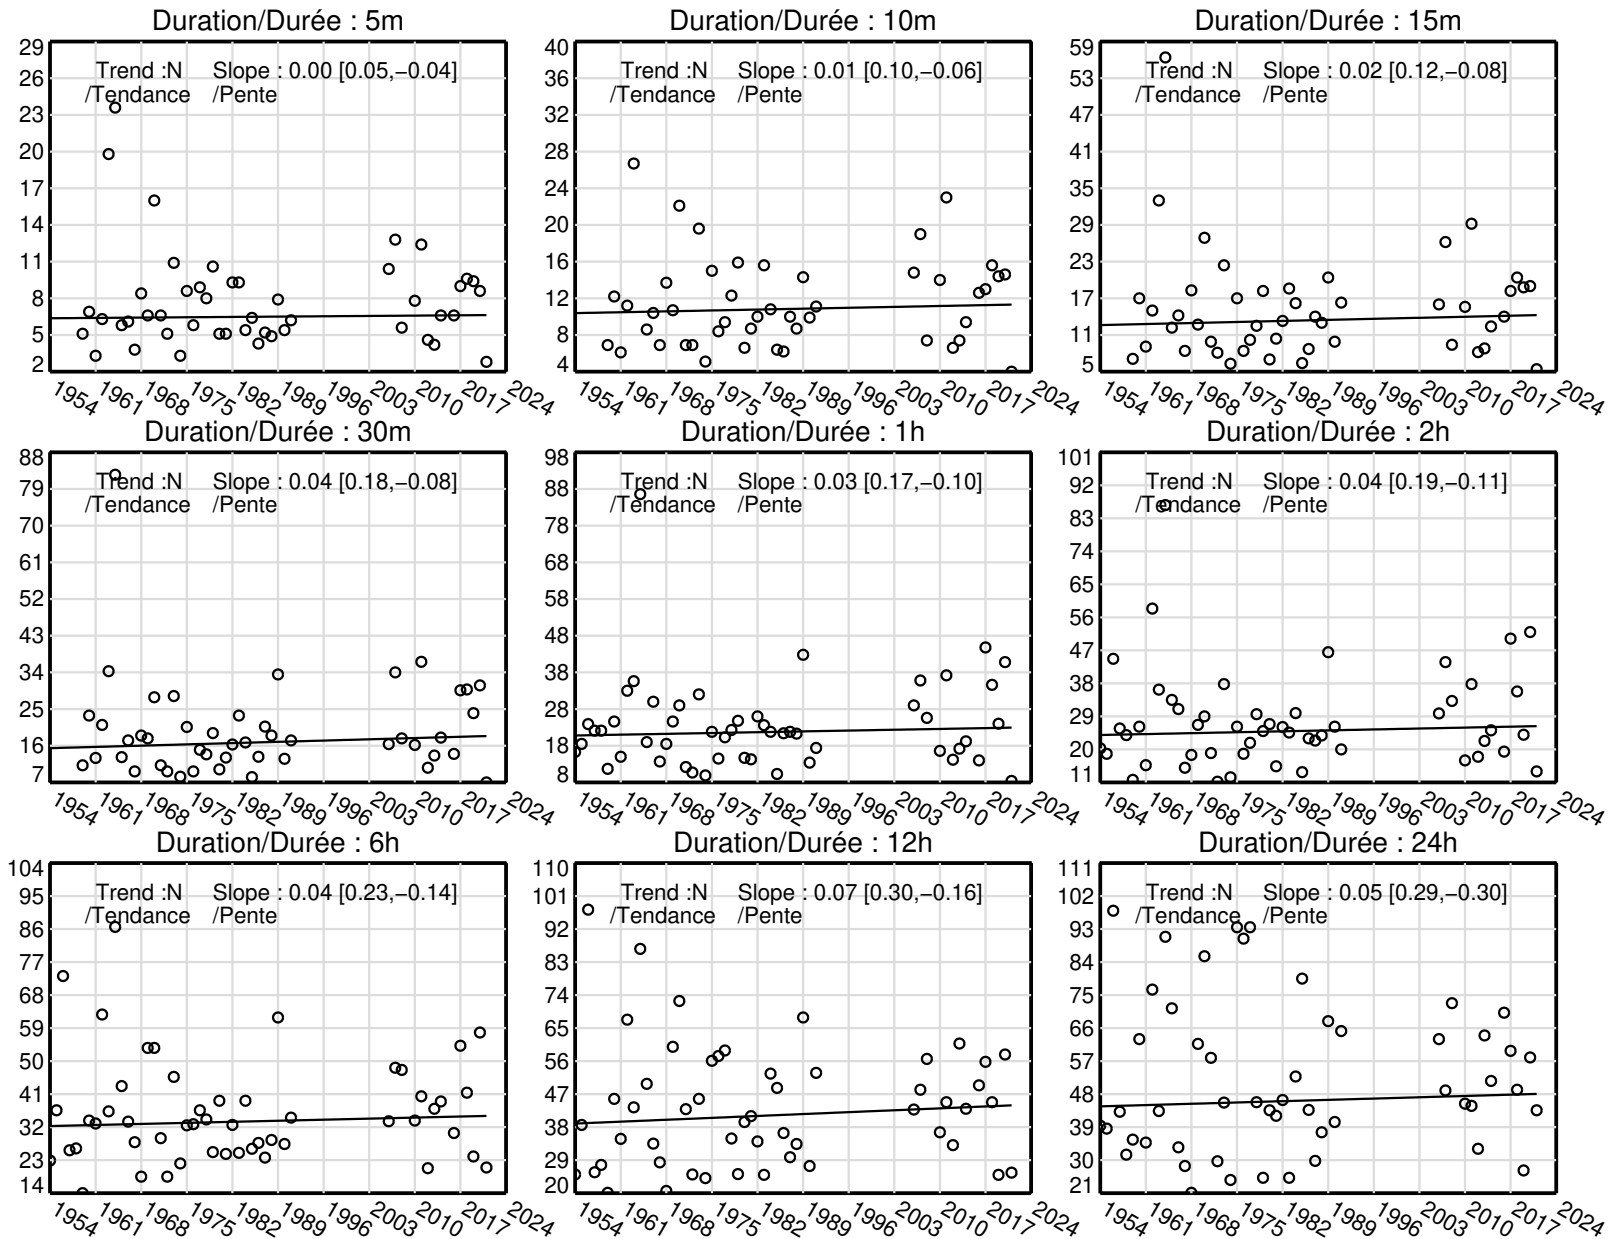 Duration/Durée : 5m
Trend :N Slope : 0.00 [0.05,−0.04]
/Tendance /Pente
29
26
23
20
17
14
11
8
5
2
1954 1961 1968 1975 1982 1989 1996 2003 2010 2017 2024
Duration/Durée : 10m
Trend :N Slope : 0.01 [0.10,−0.06]
/Tendance /Pente
40
36
32
28
24
20
16
12
8
4
1954 1961 1968 1975 1982 1989 1996 2003 2010 2017 2024
Duration/Durée : 15m
Trend :N Slope : 0.02 [0.12,−0.08]
/Tendance /Pente
59
53
47
41
35
29
23
17
11
5
1954 1961 1968 1975 1982 1989 1996 2003 2010 2017 2024
Duration/Durée : 30m
Trend :N Slope : 0.04 [0.18,−0.08]
/Tendance /Pente
88
79
70
61
52
43
34
25
16
7
1954 1961 1968 1975 1982 1989 1996 2003 2010 2017 2024
Duration/Durée : 1h
Trend :N Slope : 0.03 [0.17,−0.10]
/Tendance /Pente
98
88
78
68
58
48
38
28
18
8
1954 1961 1968 1975 1982 1989 1996 2003 2010 2017 2024
Duration/Durée : 2h
Trend :N Slope : 0.04 [0.19,−0.11]
/Tendance /Pente
101
92
83
74
65
56
47
38
29
20
11
1954 1961 1968 1975 1982 1989 1996 2003 2010 2017 2024
Duration/Durée : 6h
Trend :N Slope : 0.04 [0.23,−0.14]
/Tendance /Pente
104
95
86
77
68
59
50
41
32
23
14
1954 1961 1968 1975 1982 1989 1996 2003 2010 2017 2024
Duration/Durée : 12h
Trend :N Slope : 0.07 [0.30,−0.16]
/Tendance /Pente
110
101
92
83
74
65
56
47
38
29
20
1954 1961 1968 1975 1982 1989 1996 2003 2010 2017 2024
Duration/Durée : 24h
Trend :N Slope : 0.05 [0.29,−0.30]
/Tendance /Pente
111
102
93
84
75
66
57
48
39
30
21
1954 1961 1968 1975 1982 1989 1996 2003 2010 2017 2024